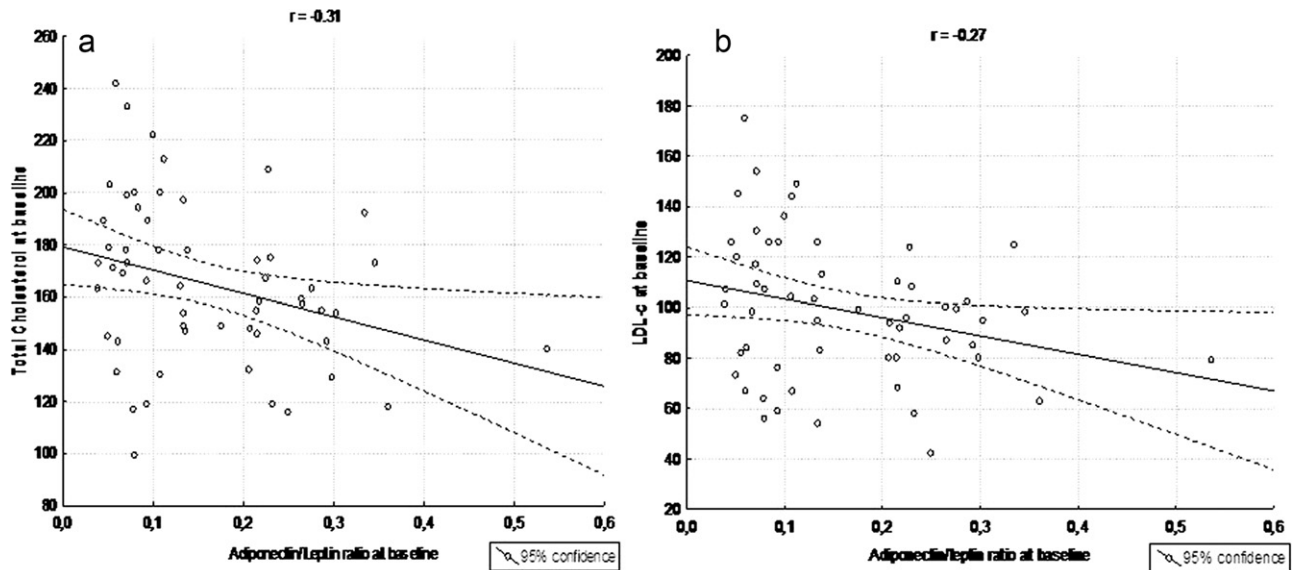 a
r = -0.31
Total Cholesterol at baseline
260
240
220
200
180
160
140
120
100
80
0,0 0,1 0,2 0,3 0,4 0,5 0,6
Adiponectin/Leptin ratio at baseline
95% confidence
b
r = -0.27
LDL-c at baseline
200
180
160
140
120
100
80
60
40
20
0,0 0,1 0,2 0,3 0,4 0,5 0,6
Adiponectin/leptin ratio at baseline
95% confidence